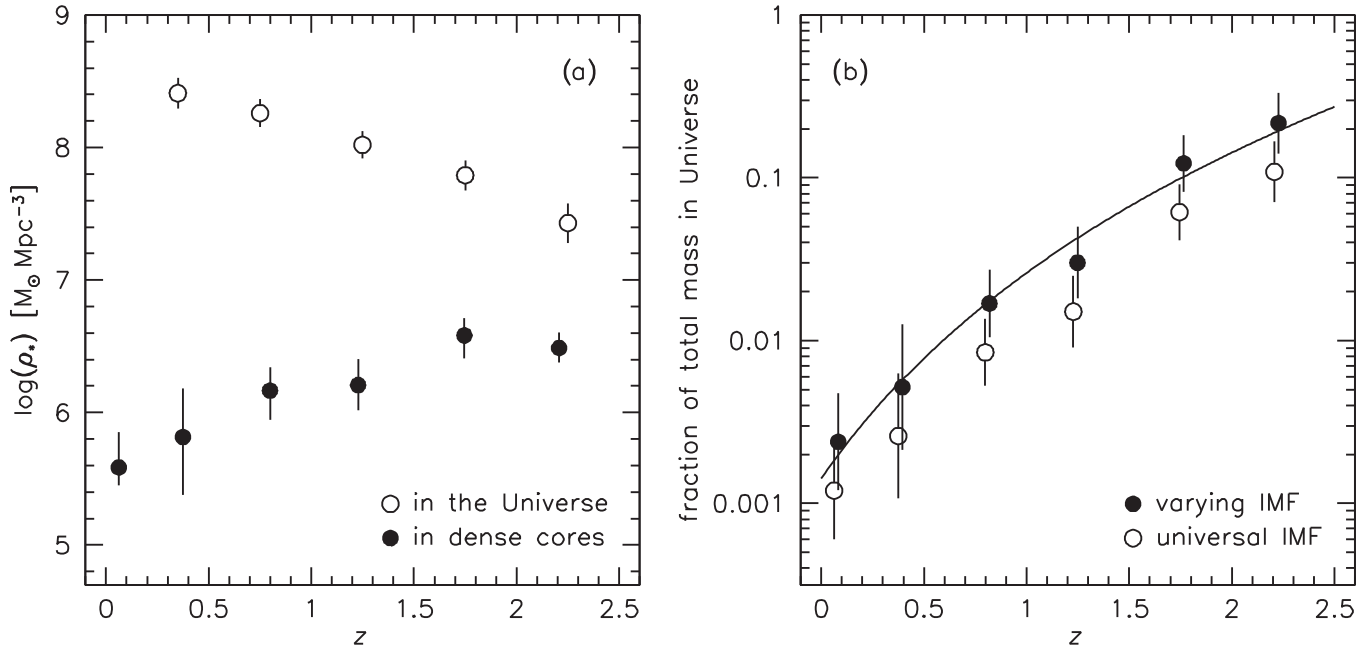 9
8
7
6
5
log(ρ*) [M⊙ Mpc⁻³]
(a)
in the Universe
in dense cores
0 0.5 1 1.5 2 2.5
z
1
0.1
0.01
0.001
fraction of total mass in Universe
(b)
varying IMF
universal IMF
0 0.5 1 1.5 2 2.5
z